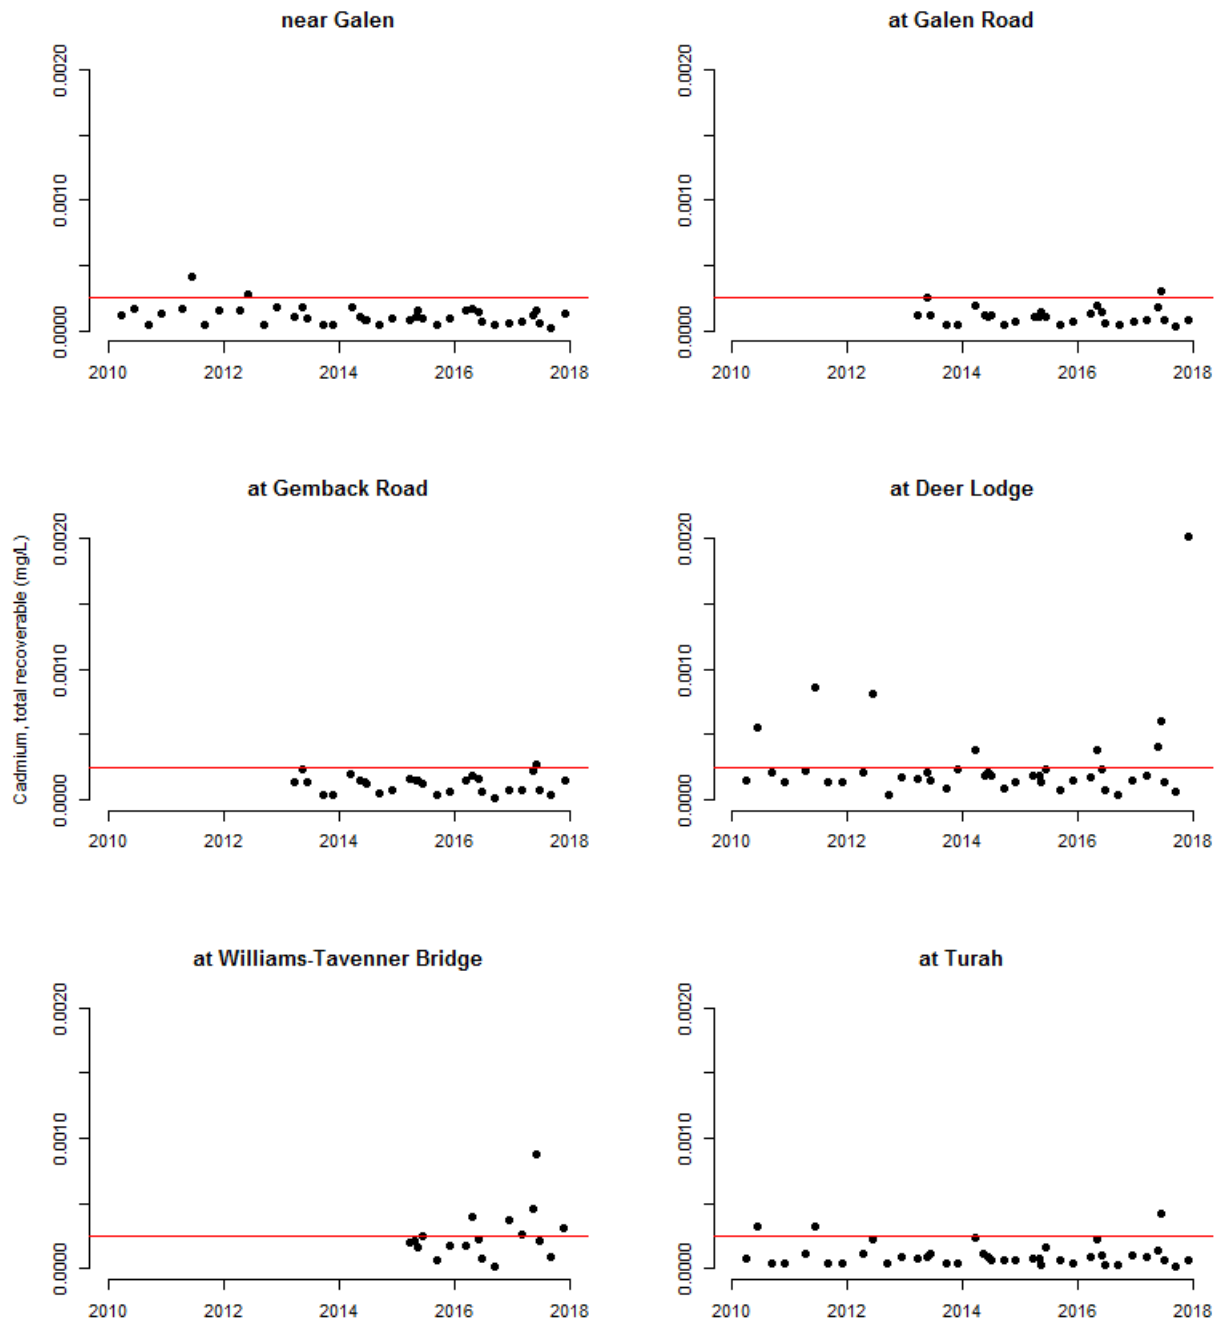 near Galen
at Galen Road
0.0020
0.0010
0.0000
2010 2012 2014 2016 2018
0.0020
0.0010
0.0000
2010 2012 2014 2016 2018
at Gemback Road
at Deer Lodge
Cadmium, total recoverable (mg/L)
0.0020
0.0010
0.0000
2010 2012 2014 2016 2018
0.0020
0.0010
0.0000
2010 2012 2014 2016 2018
at Williams-Tavenner Bridge
at Turah
0.0020
0.0010
0.0000
2010 2012 2014 2016 2018
0.0020
0.0010
0.0000
2010 2012 2014 2016 2018